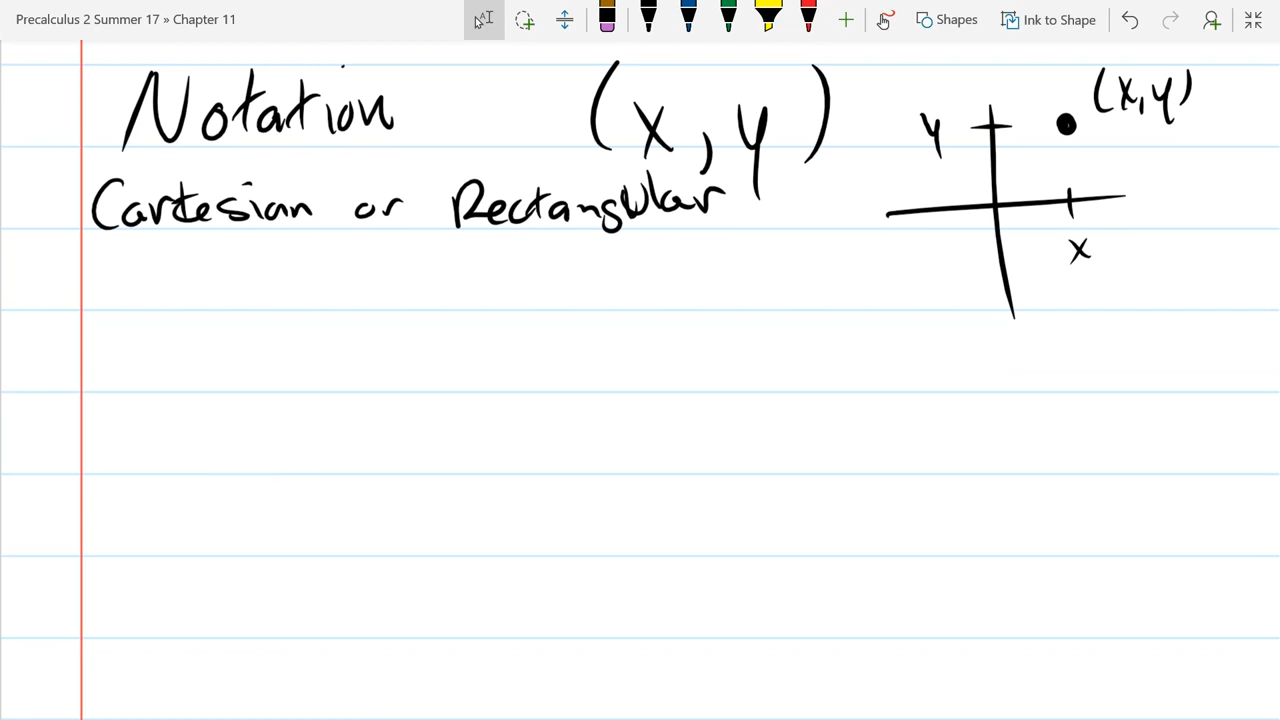 Precalculus 2 Summer 17 » Chapter 11
Shapes
Ink to Shape
Notation (x, y)
(x, y)
y
Cartesian or Rectangular
x